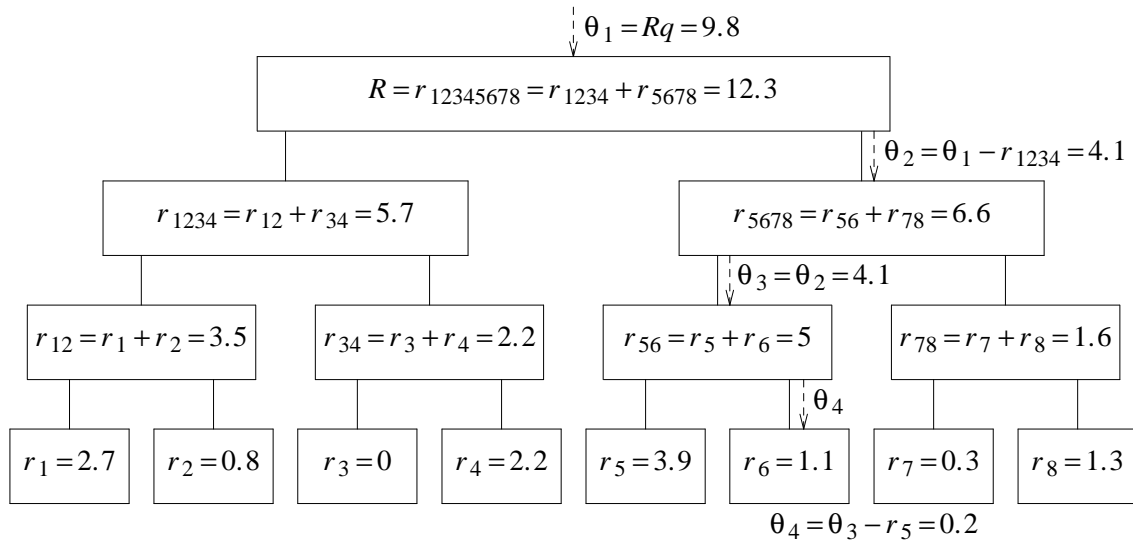 θ₁ = Rq = 9.8
R = r₁₂₃₄₅₆₇₈ = r₁₂₃₄ + r₅₆₇₈ = 12.3
θ₂ = θ₁ − r₁₂₃₄ = 4.1
r₁₂₃₄ = r₁₂ + r₃₄ = 5.7
r₅₆₇₈ = r₅₆ + r₇₈ = 6.6
θ₃ = θ₂ = 4.1
r₁₂ = r₁ + r₂ = 3.5
r₃₄ = r₃ + r₄ = 2.2
r₅₆ = r₅ + r₆ = 5
r₇₈ = r₇ + r₈ = 1.6
θ₄
r₁ = 2.7
r₂ = 0.8
r₃ = 0
r₄ = 2.2
r₅ = 3.9
r₆ = 1.1
r₇ = 0.3
r₈ = 1.3
θ₄ = θ₃ − r₅ = 0.2